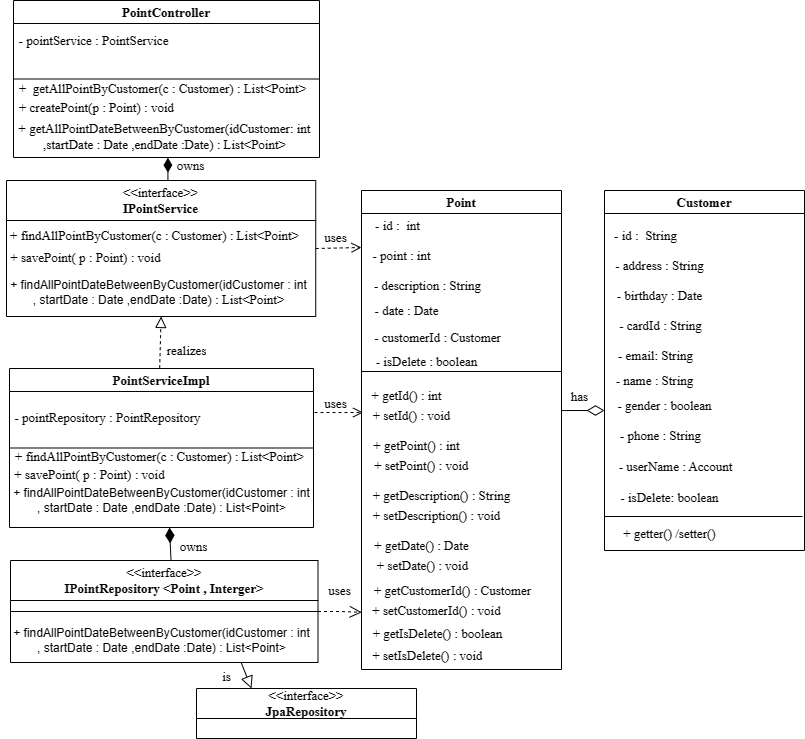 PointController
- pointService : PointService
+ getAllPointByCustomer(c : Customer) : List<Point>
+ createPoint(p : Point) : void
+ getAllPointDateBetweenByCustomer(idCustomer: int
,startDate : Date ,endDate :Date) : List<Point>
owns
<<interface>>
IPointService
+ findAllPointByCustomer(c : Customer) : List<Point>
+ savePoint( p : Point) : void
+ findAllPointDateBetweenByCustomer(idCustomer : int
, startDate : Date ,endDate :Date) : List<Point>
uses
realizes
PointServiceImpl
- pointRepository : PointRepository
+ findAllPointByCustomer(c : Customer) : List<Point>
+ savePoint( p : Point) : void
+ findAllPointDateBetweenByCustomer(idCustomer : int
, startDate : Date ,endDate :Date) : List<Point>
uses
owns
<<interface>>
IPointRepository <Point , Interger>
+ findAllPointDateBetweenByCustomer(idCustomer : int
, startDate : Date ,endDate :Date) : List<Point>
uses
is
<<interface>>
JpaRepository
Point
- id : int
- point : int
- description : String
- date : Date
- customerId : Customer
- isDelete : boolean
+ getId() : int
+ setId() : void
+ getPoint() : int
+ setPoint() : void
+ getDescription() : String
+ setDescription() : void
+ getDate() : Date
+ setDate() : void
+ getCustomerId() : Customer
+ setCustomerId() : void
+ getIsDelete() : boolean
+ setIsDelete() : void
has
Customer
- id : String
- address : String
- birthday : Date
- cardId : String
- email: String
- name : String
- gender : boolean
- phone : String
- userName : Account
- isDelete: boolean
+ getter() /setter()